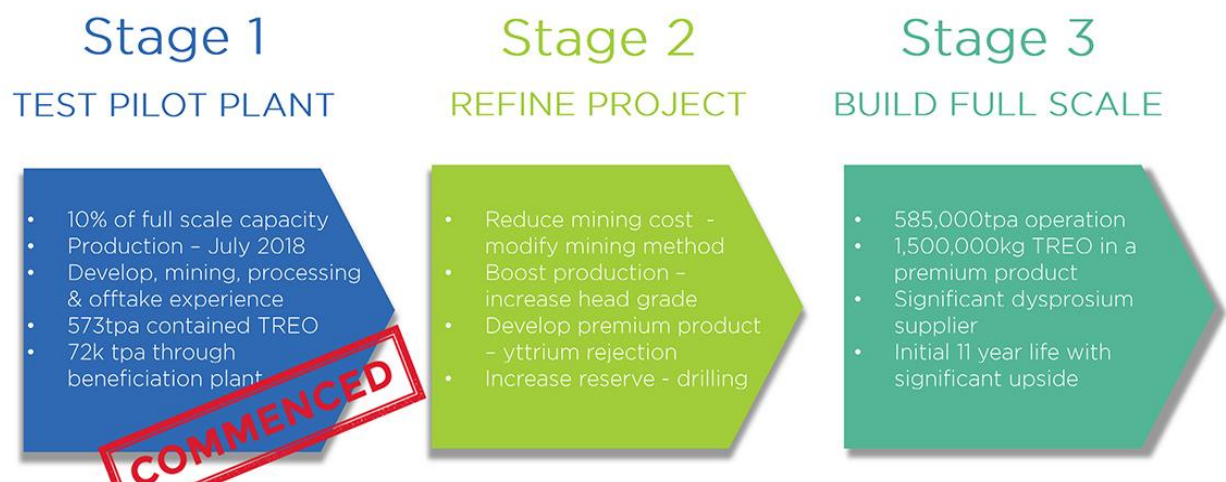 Stage 1
TEST PILOT PLANT
• 10% of full scale capacity
• Production – July 2018
• Develop, mining, processing
& offtake experience
• 573tpa contained TREO
• 72k tpa through
beneficiation plant
COMMENCED
Stage 2
REFINE PROJECT
• Reduce mining cost -
modify mining method
• Boost production –
increase head grade
• Develop premium product
– yttrium rejection
• Increase reserve - drilling
Stage 3
BUILD FULL SCALE
• 585,000tpa operation
• 1,500,000kg TREO in a
premium product
• Significant dysprosium
supplier
• Initial 11 year life with
significant upside